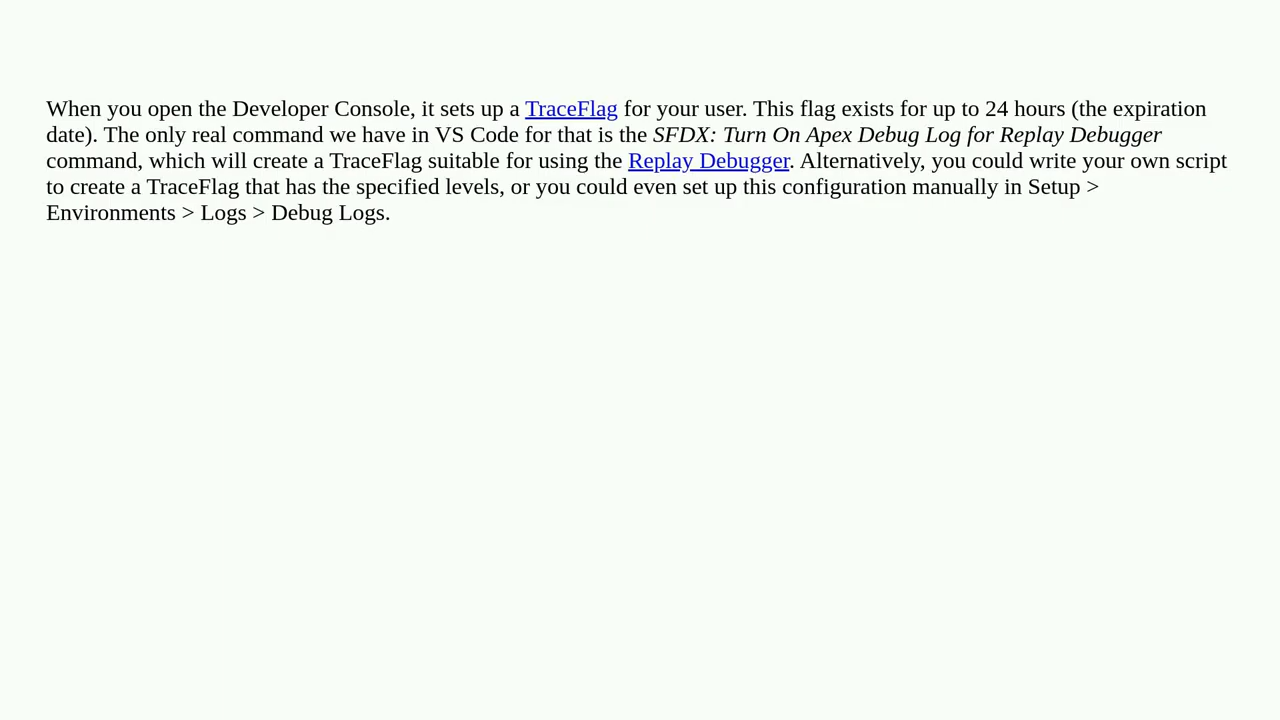 When you open the Developer Console, it sets up a TraceFlag for your user. This flag exists for up to 24 hours (the expiration
date). The only real command we have in VS Code for that is the SFDX: Turn On Apex Debug Log for Replay Debugger
command, which will create a TraceFlag suitable for using the Replay Debugger. Alternatively, you could write your own script
to create a TraceFlag that has the specified levels, or you could even set up this configuration manually in Setup >
Environments > Logs > Debug Logs.